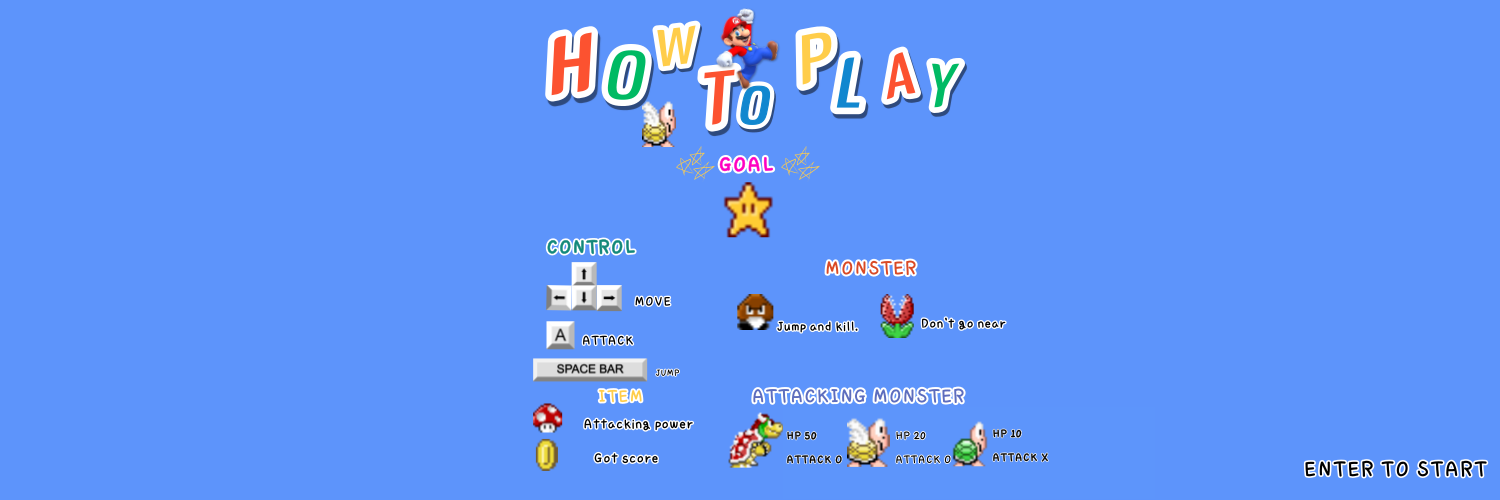 HOW TO PLAY
GOAL
CONTROL
MOVE
A ATTACK
SPACE BAR JUMP
MONSTER
Jump and kill.
Don't go near
ITEM
Attacking power
Got score
ATTACKING MONSTER
HP 50
ATTACK O
HP 20
ATTACK O
HP 10
ATTACK X
ENTER TO START